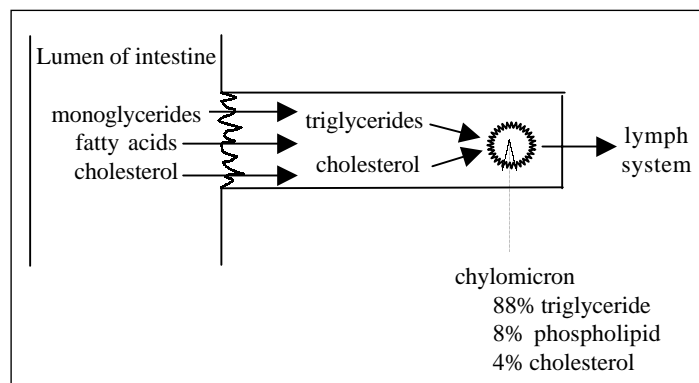 Lumen of intestine
monoglycerides
fatty acids
cholesterol
triglycerides
cholesterol
lymph
system
chylomicron
88% triglyceride
8% phospholipid
4% cholesterol